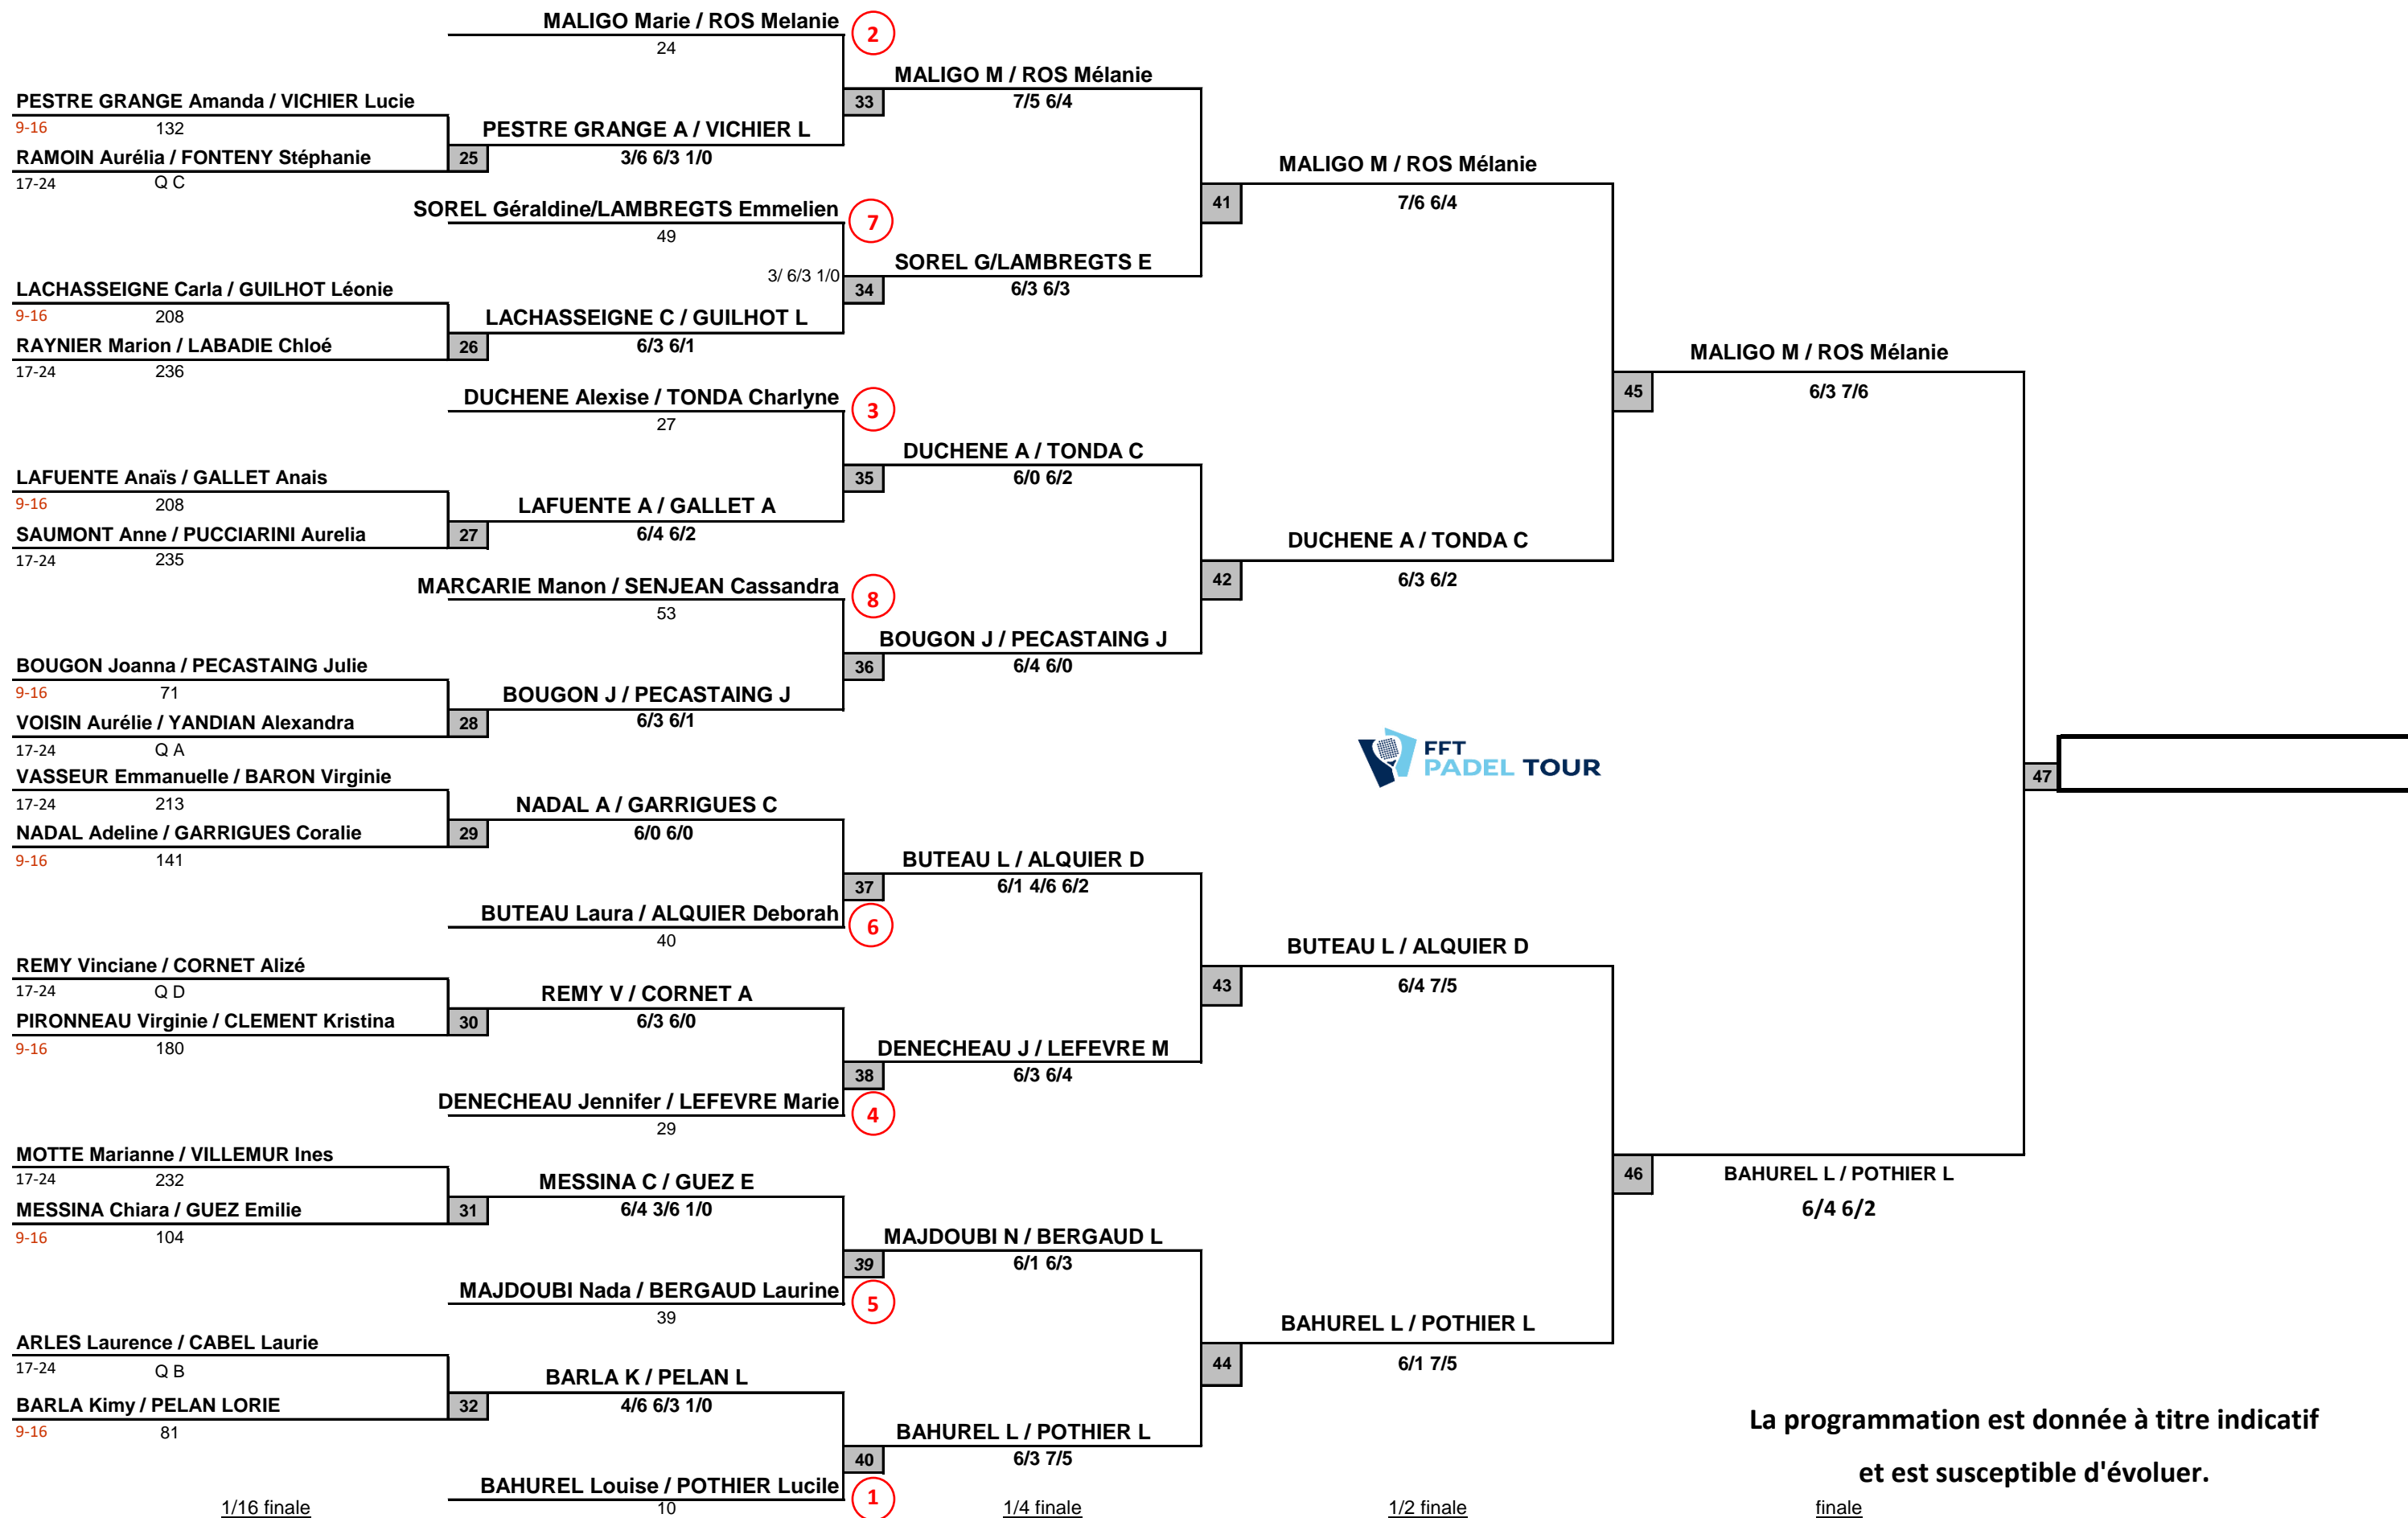 MALIGO Marie / ROS Melanie
2
24
MALIGO M / ROS Mélanie
PESTRE GRANGE Amanda / VICHIER Lucie
33
7/5 6/4
9-16
132
PESTRE GRANGE A / VICHIER L
RAMOIN Aurélia / FONTENY Stéphanie
25
3/6 6/3 1/0
MALIGO M / ROS Mélanie
17-24
Q C
SOREL Géraldine/LAMBREGTS Emmelien
7
41
7/6 6/4
49
SOREL G/LAMBREGTS E
3/ 6/3 1/0
LACHASSEIGNE Carla / GUILHOT Léonie
34
6/3 6/3
9-16
208
LACHASSEIGNE C / GUILHOT L
RAYNIER Marion / LABADIE Chloé
26
6/3 6/1
MALIGO M / ROS Mélanie
17-24
236
DUCHENE Alexise / TONDA Charlyne
3
45
6/3 7/6
27
DUCHENE A / TONDA C
LAFUENTE Anaïs / GALLET Anais
35
6/0 6/2
9-16
208
LAFUENTE A / GALLET A
SAUMONT Anne / PUCCIARINI Aurelia
27
6/4 6/2
DUCHENE A / TONDA C
17-24
235
MARCARIE Manon / SENJEAN Cassandra
8
42
6/3 6/2
53
BOUGON J / PECASTAING J
BOUGON Joanna / PECASTAING Julie
36
6/4 6/0
9-16
71
BOUGON J / PECASTAING J
VOISIN Aurélie / YANDIAN Alexandra
28
6/3 6/1
17-24
Q A
FFT
PADEL TOUR
VASSEUR Emmanuelle / BARON Virginie
47
17-24
213
NADAL A / GARRIGUES C
NADAL Adeline / GARRIGUES Coralie
29
6/0 6/0
9-16
141
BUTEAU L / ALQUIER D
37
6/1 4/6 6/2
BUTEAU Laura / ALQUIER Deborah
6
40
BUTEAU L / ALQUIER D
REMY Vinciane / CORNET Alizé
17-24
Q D
REMY V / CORNET A
43
6/4 7/5
PIRONNEAU Virginie / CLEMENT Kristina
30
6/3 6/0
9-16
180
DENECHEAU J / LEFEVRE M
38
6/3 6/4
DENECHEAU Jennifer / LEFEVRE Marie
4
29
MOTTE Marianne / VILLEMUR Ines
17-24
232
MESSINA C / GUEZ E
46
BAHUREL L / POTHIER L
MESSINA Chiara / GUEZ Emilie
31
6/4 3/6 1/0
6/4 6/2
9-16
104
MAJDOUBI N / BERGAUD L
39
6/1 6/3
MAJDOUBI Nada / BERGAUD Laurine
5
39
BAHUREL L / POTHIER L
ARLES Laurence / CABEL Laurie
17-24
Q B
BARLA K / PELAN L
44
6/1 7/5
BARLA Kimy / PELAN LORIE
32
4/6 6/3 1/0
9-16
81
BAHUREL L / POTHIER L
40
6/3 7/5
La programmation est donnée à titre indicatif
et est susceptible d'évoluer.
BAHUREL Louise / POTHIER Lucile
1
10
1/16 finale
1/4 finale
1/2 finale
finale